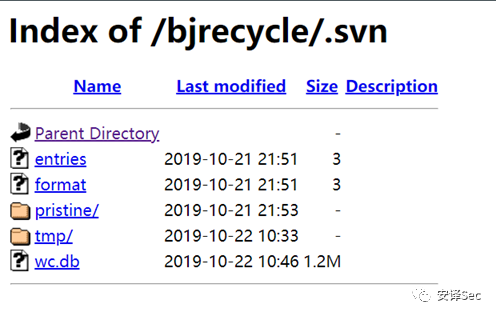 Index of /bjrecycle/.svn
Name Last modified Size Description
Parent Directory -
entries 2019-10-21 21:51 3
format 2019-10-21 21:51 3
pristine/ 2019-10-21 21:53 -
tmp/ 2019-10-22 10:33 -
wc.db 2019-10-22 10:46 1.2M
安译Sec